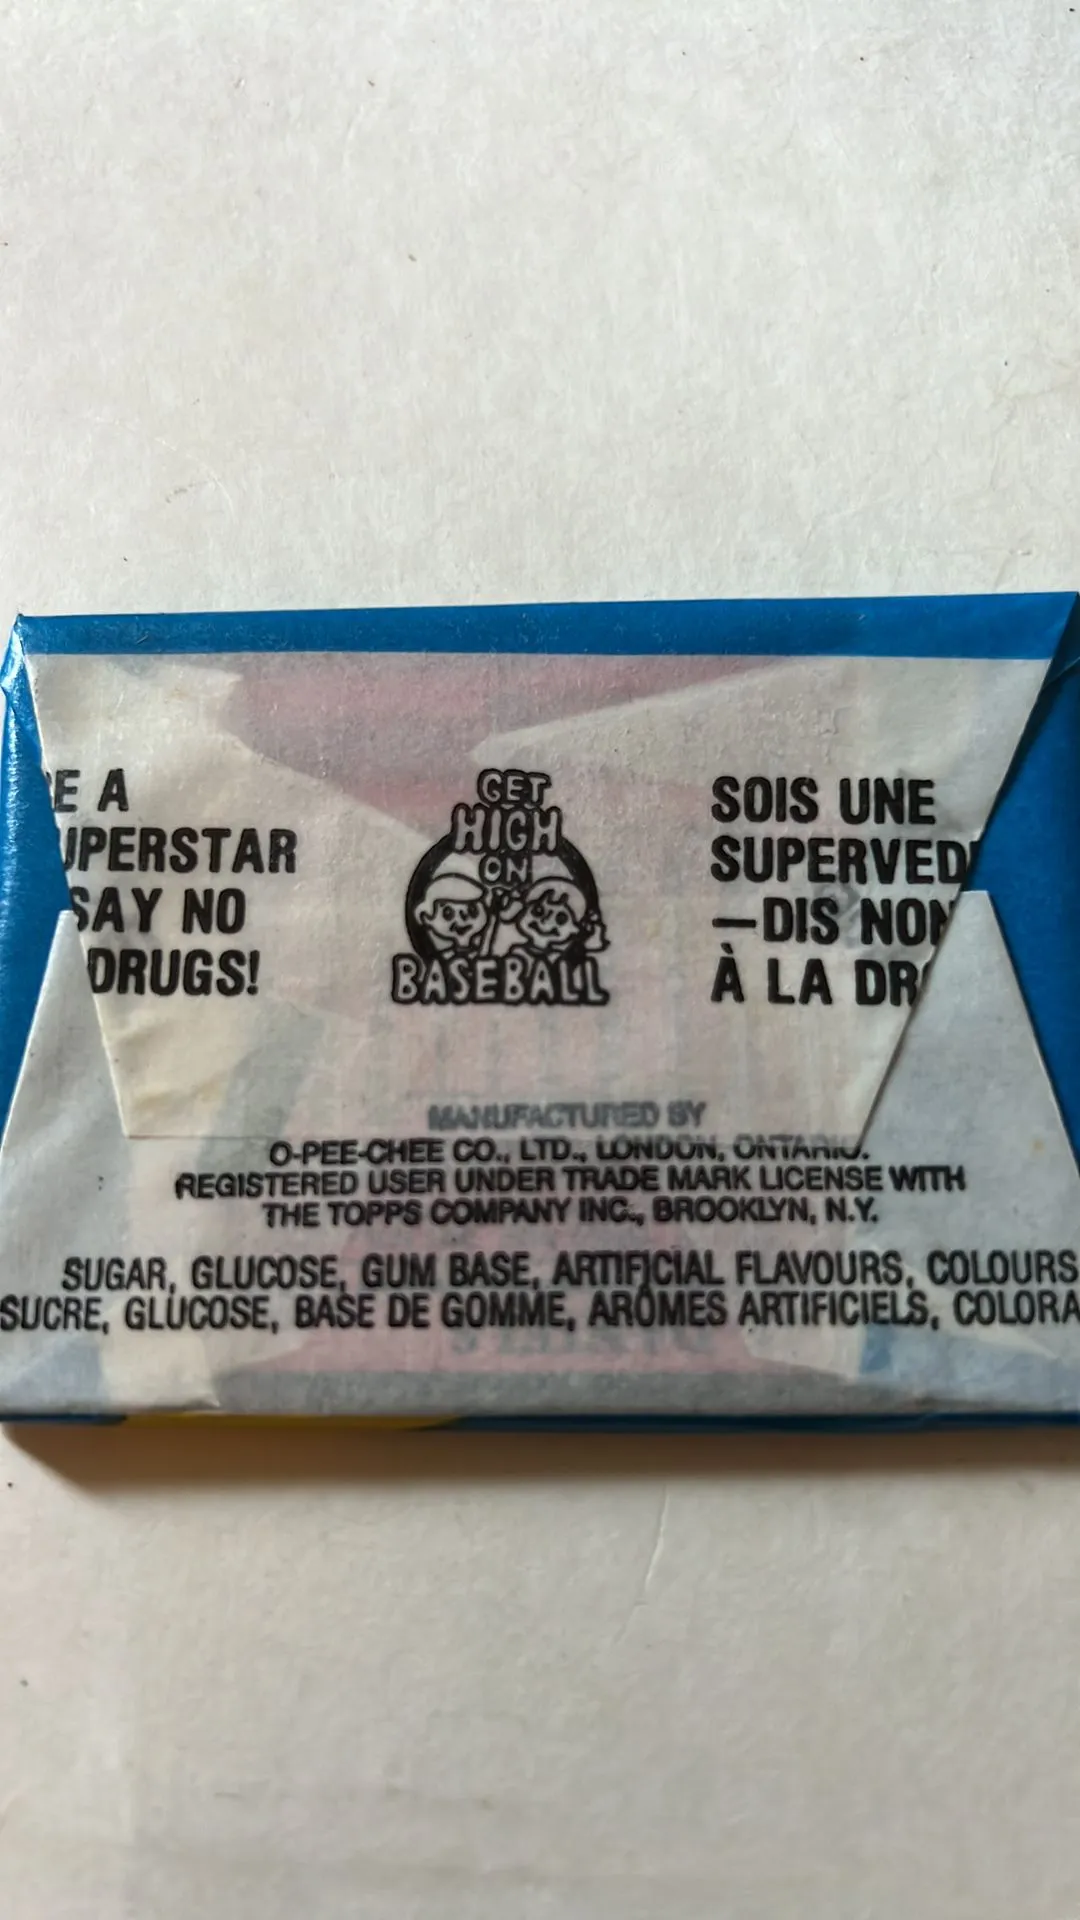 E A
UPERSTAR
SAY NO
DRUGS!
GET
HIGH
ON
BASEBALL
SOIS UNE
SUPERVED
—DIS NON
À LA DR
MANUFACTURED BY
O-PEE-CHEE CO., LTD., LONDON, ONTARIO.
REGISTERED USER UNDER TRADE MARK LICENSE WITH
THE TOPPS COMPANY INC., BROOKLYN, N.Y.
SUGAR, GLUCOSE, GUM BASE, ARTIFICIAL FLAVOURS, COLOURS
SUCRE, GLUCOSE, BASE DE GOMME, ARÔMES ARTIFICIELS, COLORA